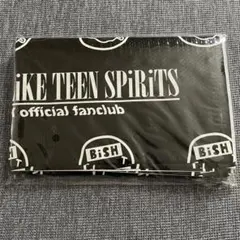 iKE TEEN SPiRiTS
official fanclub
BiSH
BiSH